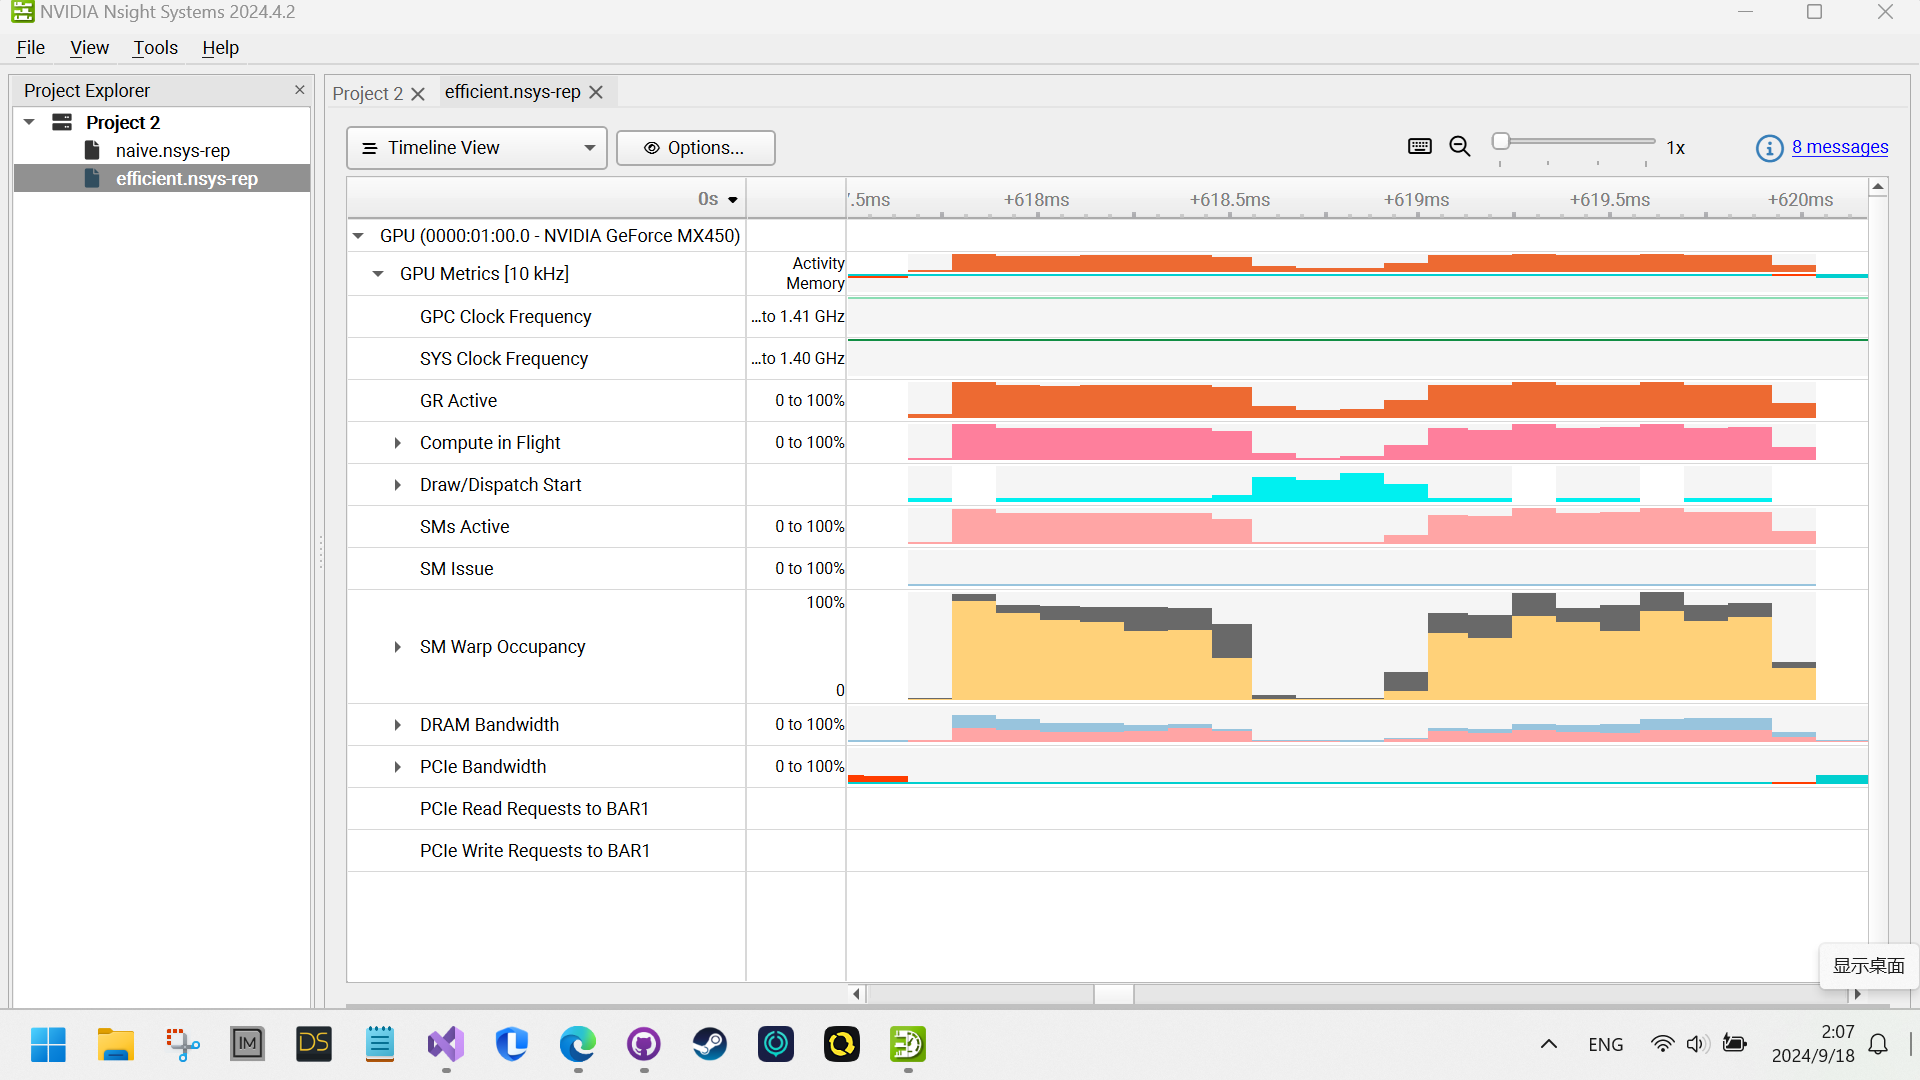 NVIDIA Nsight Systems 2024.4.2
File View Tools Help
Project Explorer
Project 2
naive.nsys-rep
efficient.nsys-rep
Project 2
efficient.nsys-rep
Timeline View
Options...
1x
8 messages
0s
'.5ms +618ms +618.5ms +619ms +619.5ms +620ms
GPU (0000:01:00.0 - NVIDIA GeForce MX450)
GPU Metrics [10 kHz]
Activity
Memory
GPC Clock Frequency ...to 1.41 GHz
SYS Clock Frequency ...to 1.40 GHz
GR Active 0 to 100%
Compute in Flight 0 to 100%
Draw/Dispatch Start
SMs Active 0 to 100%
SM Issue 0 to 100%
100%
SM Warp Occupancy
0
DRAM Bandwidth 0 to 100%
PCIe Bandwidth 0 to 100%
PCIe Read Requests to BAR1
PCIe Write Requests to BAR1
显示桌面
IM
DS
ENG
2:07
2024/9/18